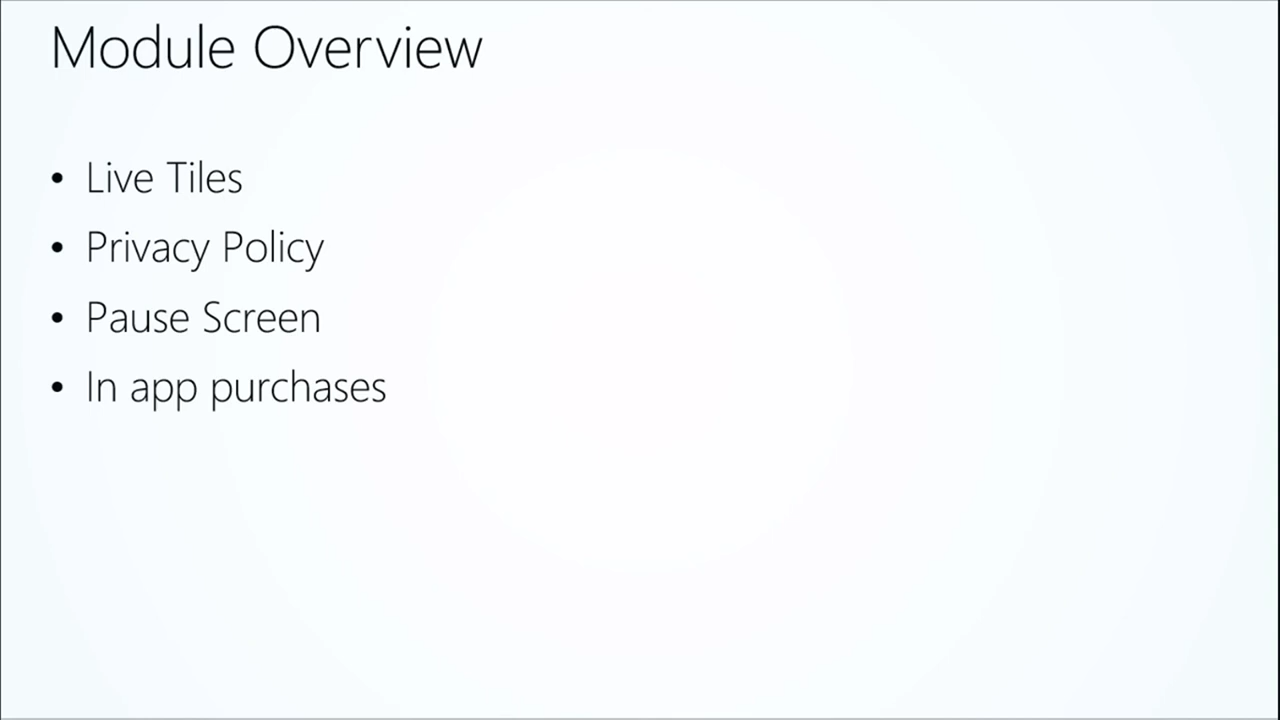 Module Overview
• Live Tiles
• Privacy Policy
• Pause Screen
• In app purchases